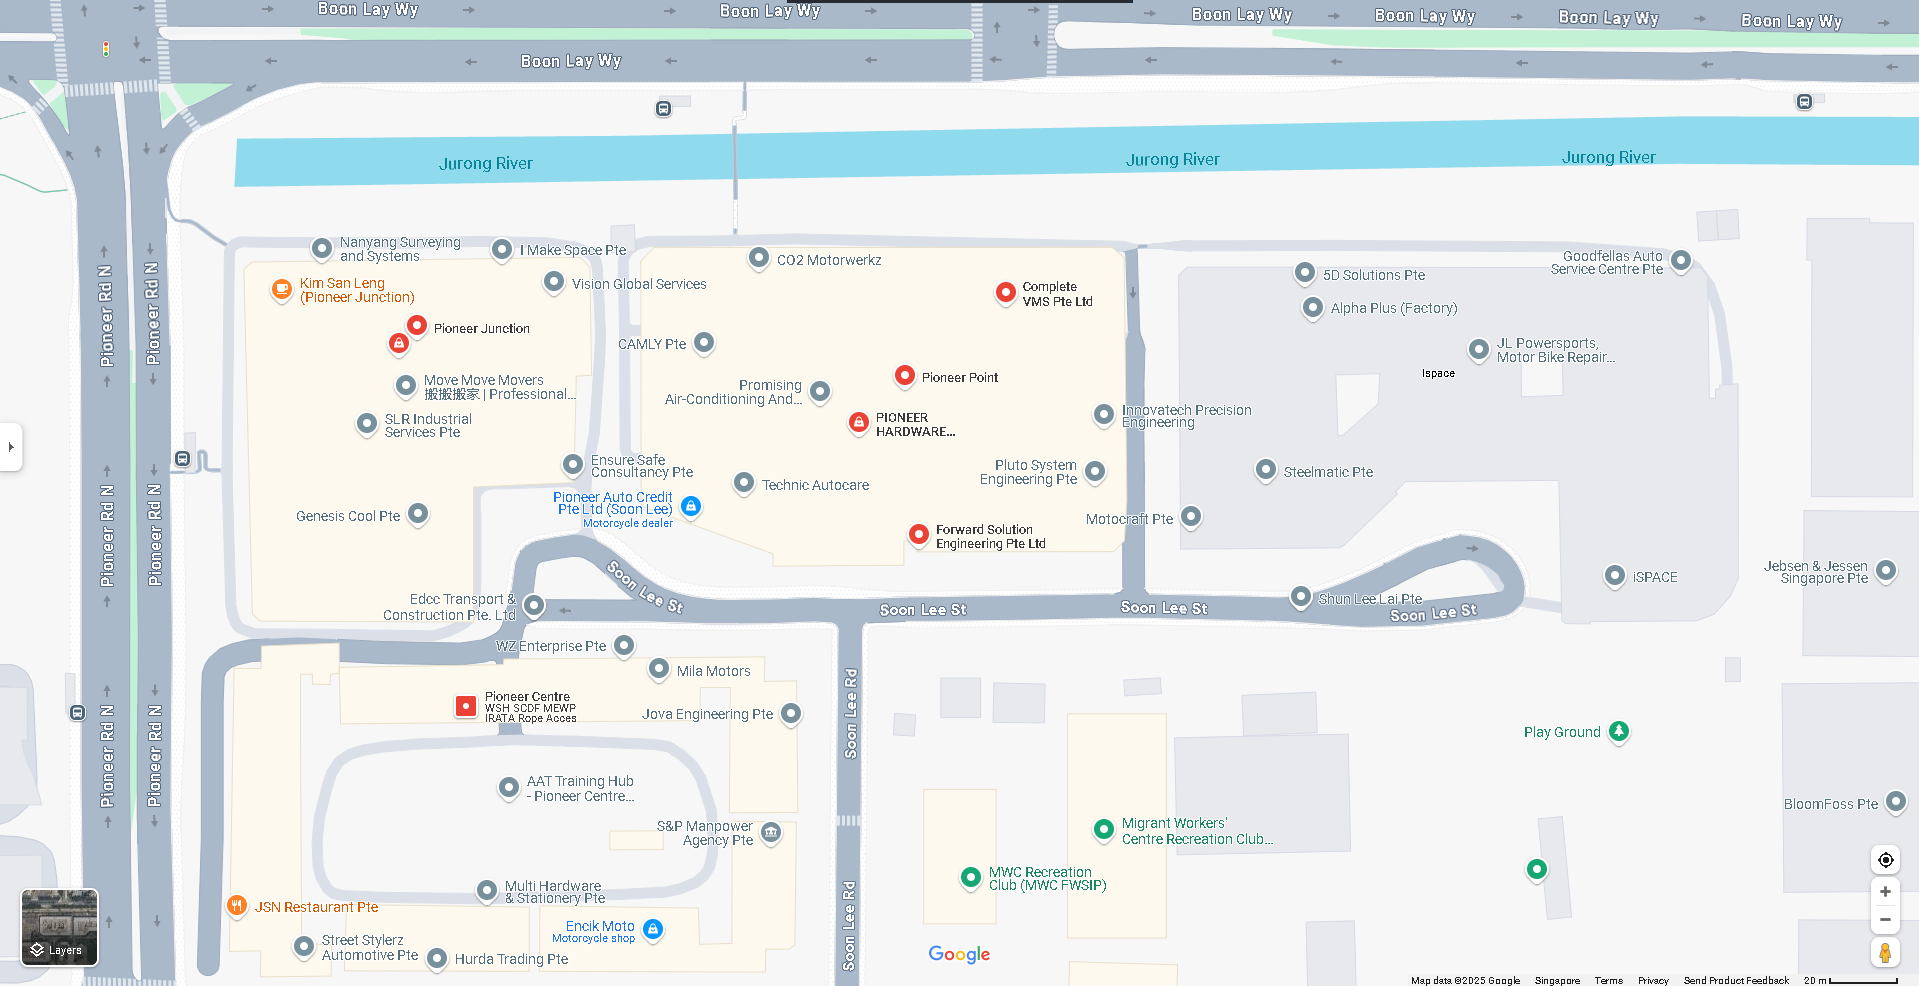 Boon Lay Wy
Boon Lay Wy
Boon Lay Wy
Boon Lay Wy
Boon Lay Wy
Boon Lay Wy
Boon Lay Wy
Jurong River
Jurong River
Jurong River
Pioneer Rd N
Pioneer Rd N
Nanyang Surveying
and Systems
I Make Space Pte
Kim San Leng
(Pioneer Junction)
Vision Global Services
CO2 Motorwerkz
Complete
VMS Pte Ltd
5D Solutions Pte
Goodfellas Auto
Service Centre Pte
Alpha Plus (Factory)
Pioneer Junction
CAMLY Pte
JL Powersports,
Motor Bike Repair...
Ispace
Move Move Movers
搬搬搬家 | Professional...
Promising
Air-Conditioning And...
Pioneer Point
SLR Industrial
Services Pte
PIONEER
HARDWARE...
Innovatech Precision
Engineering
Ensure Safe
Consultancy Pte
Pluto System
Engineering Pte
Steelmatic Pte
Technic Autocare
Pioneer Auto Credit
Pte Ltd (Soon Lee)
Motorcycle dealer
Genesis Cool Pte
Motocraft Pte
Forward Solution
Engineering Pte Ltd
Pioneer Rd N
Pioneer Rd N
Soon Lee St
Jebsen & Jessen
Singapore Pte
iSPACE
Edcc Transport &
Construction Pte. Ltd
Soon Lee St
Soon Lee St
Shun Lee Lai Pte
Soon Lee St
WZ Enterprise Pte
Mila Motors
Pioneer Centre
WSH SCDF MEWP
IRATA Rope Acces
Jova Engineering Pte
Soon Lee Rd
Play Ground
Pioneer Rd N
Pioneer Rd N
AAT Training Hub
- Pioneer Centre...
BloomFoss Pte
S&P Manpower
Agency Pte
Migrant Workers'
Centre Recreation Club...
MWC Recreation
Club (MWC FWSIP)
Multi Hardware
& Stationery Pte
JSN Restaurant Pte
Soon Lee Rd
Encik Moto
Motorcycle shop
Street Stylerz
Automotive Pte
Hurda Trading Pte
Layers
Google
Map data ©2025 Google Singapore Terms Privacy Send Product Feedback 20 m